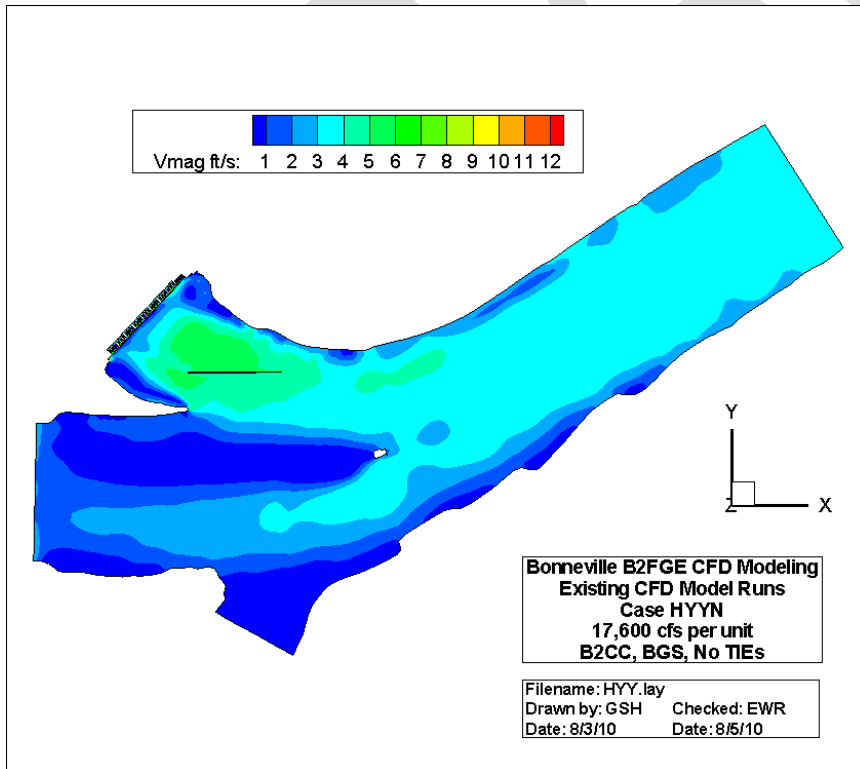 Vmag ft/s: 1 2 3 4 5 6 7 8 9 10 11 12
Y
Z X
Bonneville B2FGE CFD Modeling
Existing CFD Model Runs
Case HYYN
17,600 cfs per unit
B2CC, BGS, No TIEs
Filename: HYY.lay
Drawn by: GSH Checked: EWR
Date: 8/3/10 Date: 8/5/10